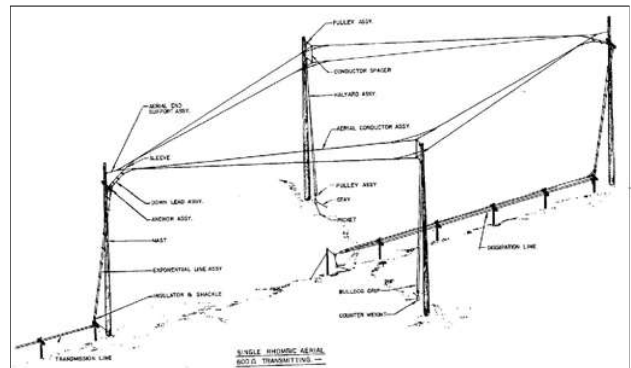 PULLEY ASSY.
CONDUCTOR SPACER
HALYARD ASSY
AERIAL END
SUPPORT ASSY.
AERIAL CONDUCTOR ASSY
SLEEVE
DOWN LEAD ASSY.
ANCHOR ASSY.
PULLEY ASSY
STAY
PICKET
MAST
DISSIPATION LINE
EXPONENTIAL LINE ASSY
BULLDOG GRIP
INSULATOR & SHACKLE
COUNTER WEIGHT
TRANSMISSION LINE
SINGLE RHOMBIC AERIAL
600 Ω TRANSMITTING —